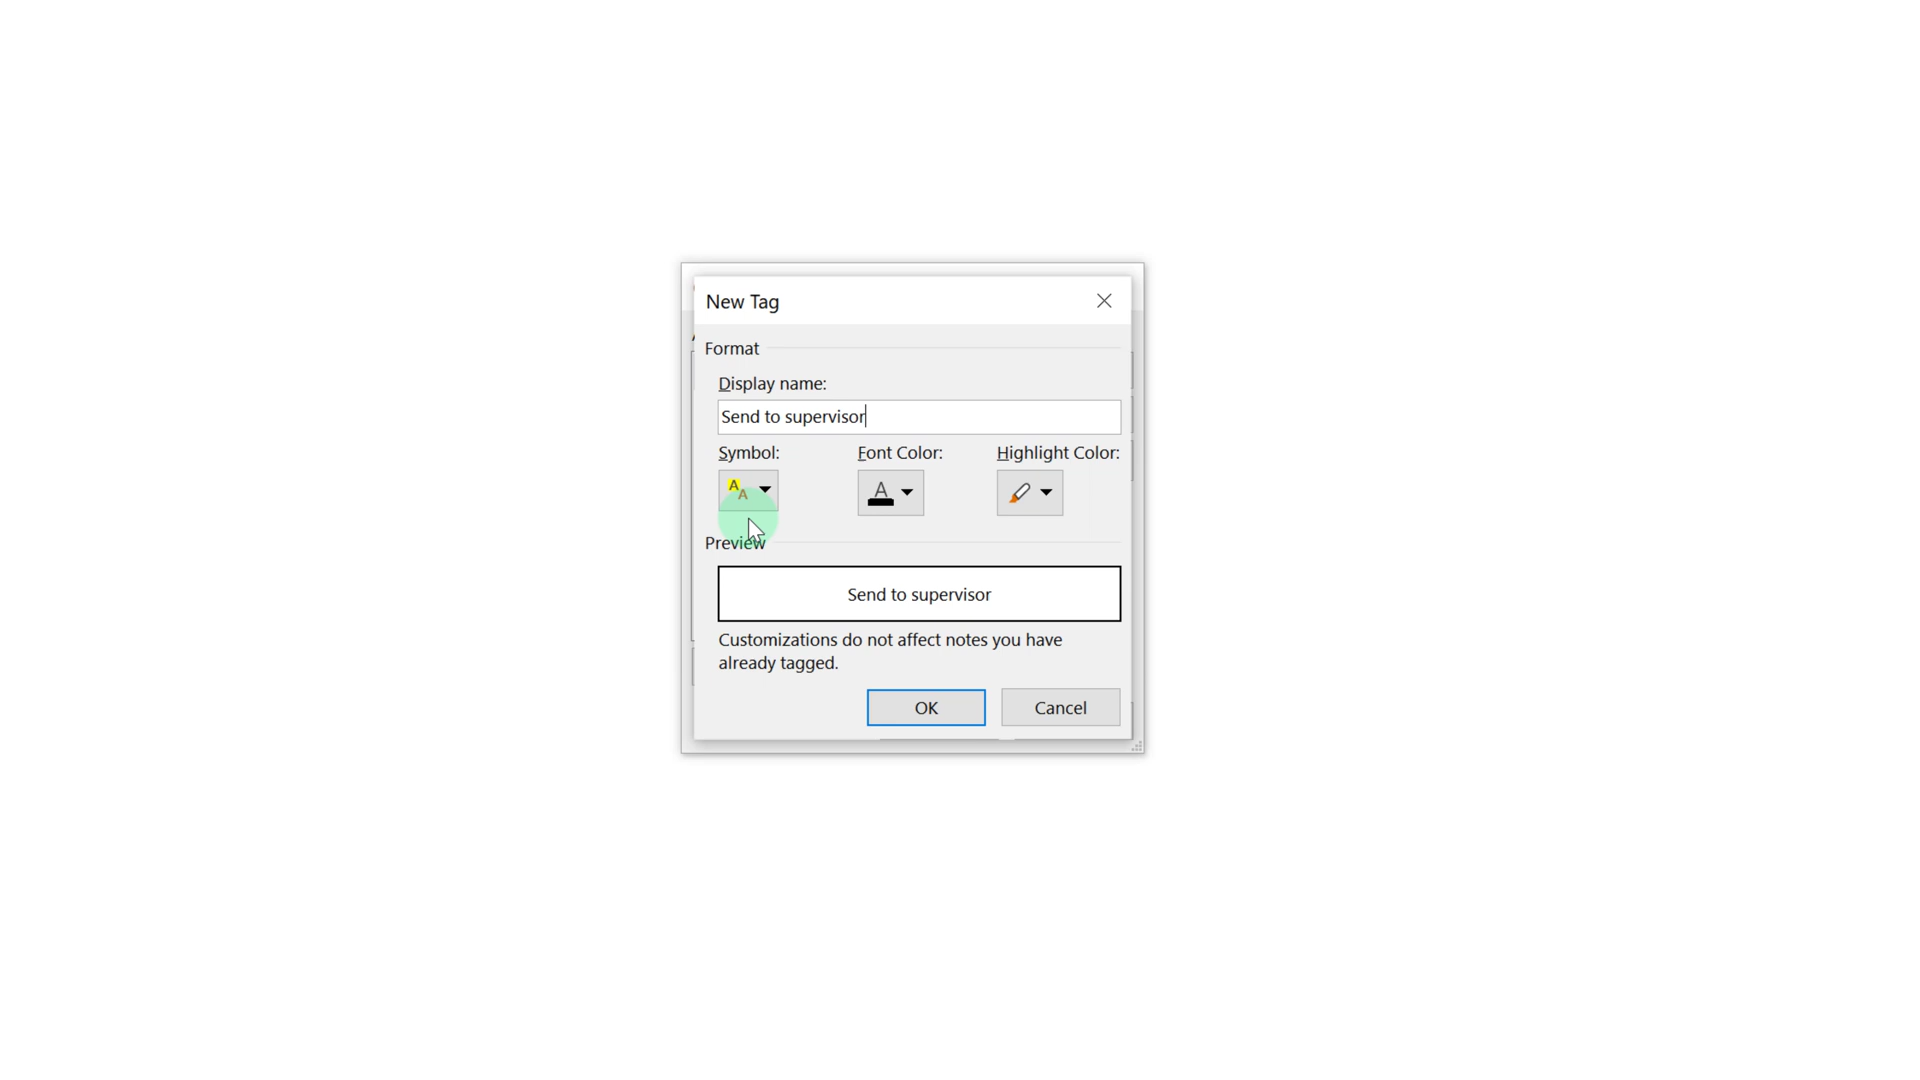 New Tag
Format
Display name:
Send to supervisor
Symbol: Font Color: Highlight Color:
A A A
Preview
Send to supervisor
Customizations do not affect notes you have
already tagged.
OK Cancel